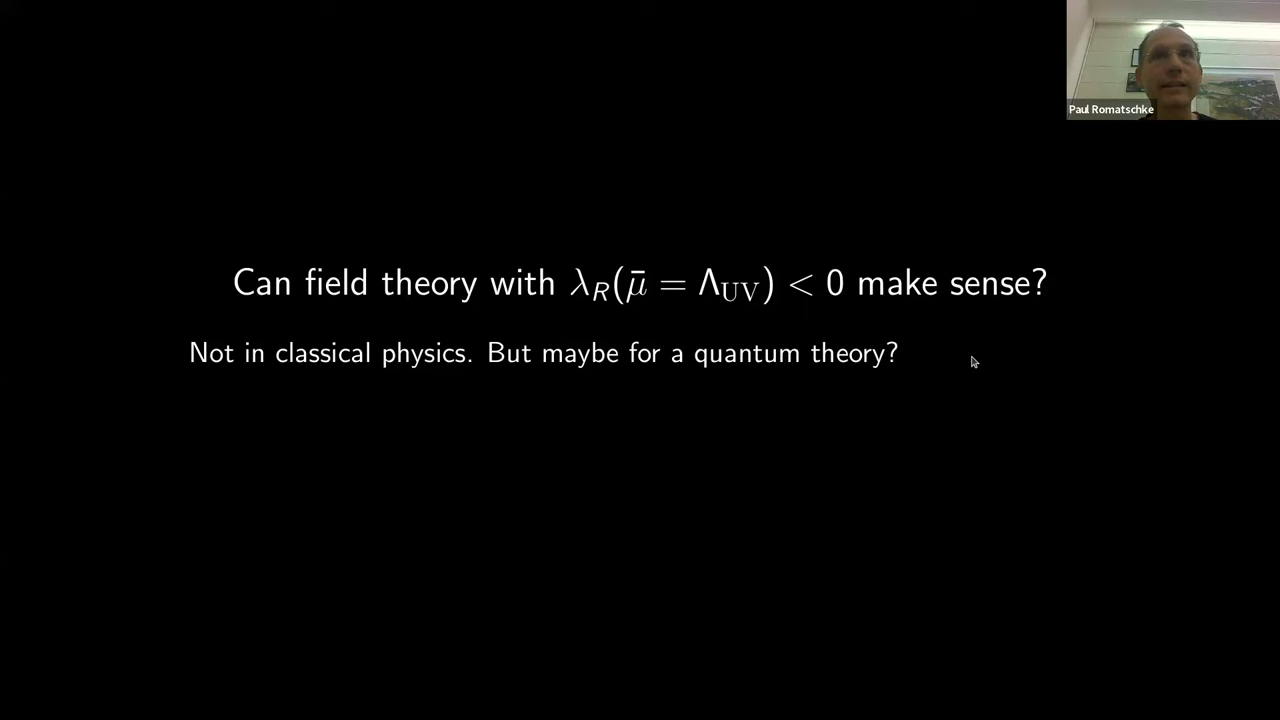 Paul Romatschke
Can field theory with λ_R(μ̄ = Λ_UV) < 0 make sense?
Not in classical physics. But maybe for a quantum theory?